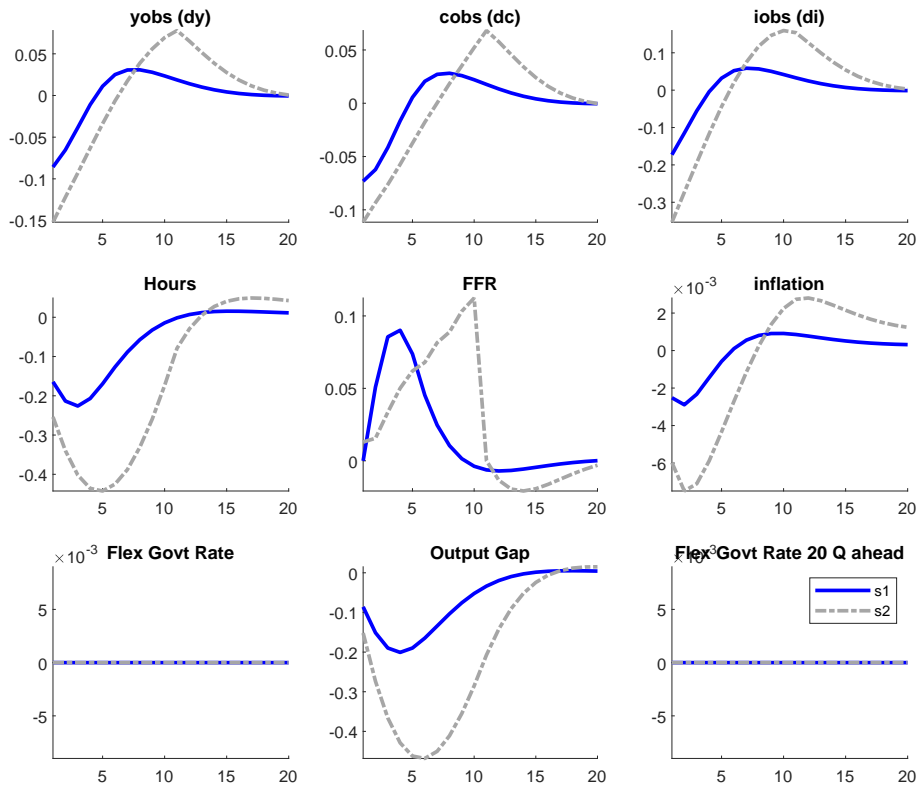 yobs (dy)
0.05
0
-0.05
-0.1
-0.15
5 10 15 20
cobs (dc)
0.05
0
-0.05
-0.1
5 10 15 20
iobs (di)
0.1
0
-0.1
-0.2
-0.3
5 10 15 20
Hours
0
-0.1
-0.2
-0.3
-0.4
5 10 15 20
FFR
0.1
0.05
0
5 10 15 20
inflation
×10-3
2
0
-2
-4
-6
5 10 15 20
Flex Govt Rate
×10-3
5
0
-5
5 10 15 20
Output Gap
0
-0.1
-0.2
-0.3
-0.4
5 10 15 20
Flex Govt Rate 20 Q ahead
×10-3
5
0
-5
5 10 15 20
s1
s2